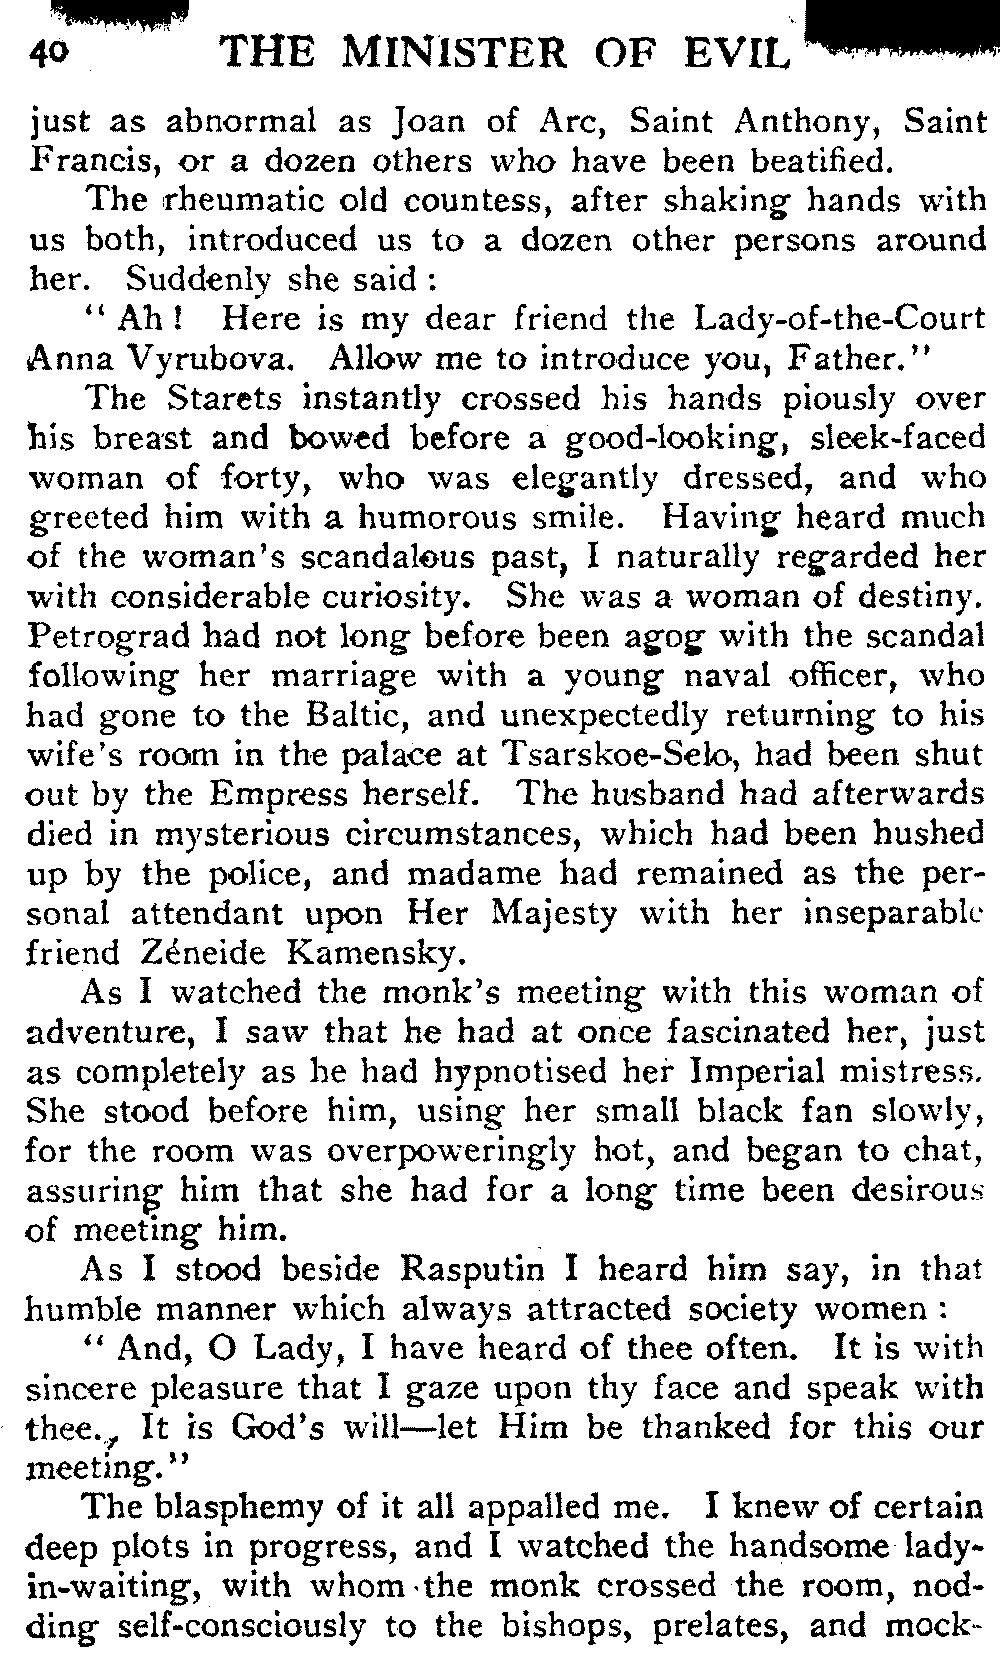 40 THE MINISTER OF EVIL
just as abnormal as Joan of Arc, Saint Anthony, Saint
Francis, or a dozen others who have been beatified.
The rheumatic old countess, after shaking hands with
us both, introduced us to a dozen other persons around
her. Suddenly she said :
“ Ah ! Here is my dear friend the Lady-of-the-Court
Anna Vyrubova. Allow me to introduce you, Father.”
The Starets instantly crossed his hands piously over
his breast and bowed before a good-looking, sleek-faced
woman of forty, who was elegantly dressed, and who
greeted him with a humorous smile. Having heard much
of the woman's scandalous past, I naturally regarded her
with considerable curiosity. She was a woman of destiny.
Petrograd had not long before been agog with the scandal
following her marriage with a young naval officer, who
had gone to the Baltic, and unexpectedly returning to his
wife's room in the palace at Tsarskoe-Selo, had been shut
out by the Empress herself. The husband had afterwards
died in mysterious circumstances, which had been hushed
up by the police, and madame had remained as the per-
sonal attendant upon Her Majesty with her inseparable
friend Zéneide Kamensky.
As I watched the monk's meeting with this woman of
adventure, I saw that he had at once fascinated her, just
as completely as he had hypnotised her Imperial mistress.
She stood before him, using her small black fan slowly,
for the room was overpoweringly hot, and began to chat,
assuring him that she had for a long time been desirous
of meeting him.
As I stood beside Rasputin I heard him say, in that
humble manner which always attracted society women :
“ And, O Lady, I have heard of thee often. It is with
sincere pleasure that I gaze upon thy face and speak with
thee. It is God's will—let Him be thanked for this our
meeting.”
The blasphemy of it all appalled me. I knew of certain
deep plots in progress, and I watched the handsome lady-
in-waiting, with whom the monk crossed the room, nod-
ding self-consciously to the bishops, prelates, and mock-